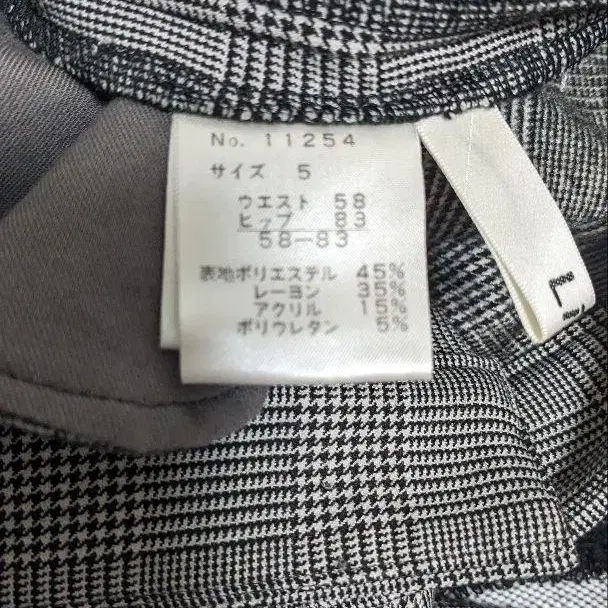 No. 11254
サイズ 5
ウエスト 58
ヒップ 83
58-83
表地ポリエステル 45%
レーヨン 35%
アクリル 15%
ポリウレタン 5%
L